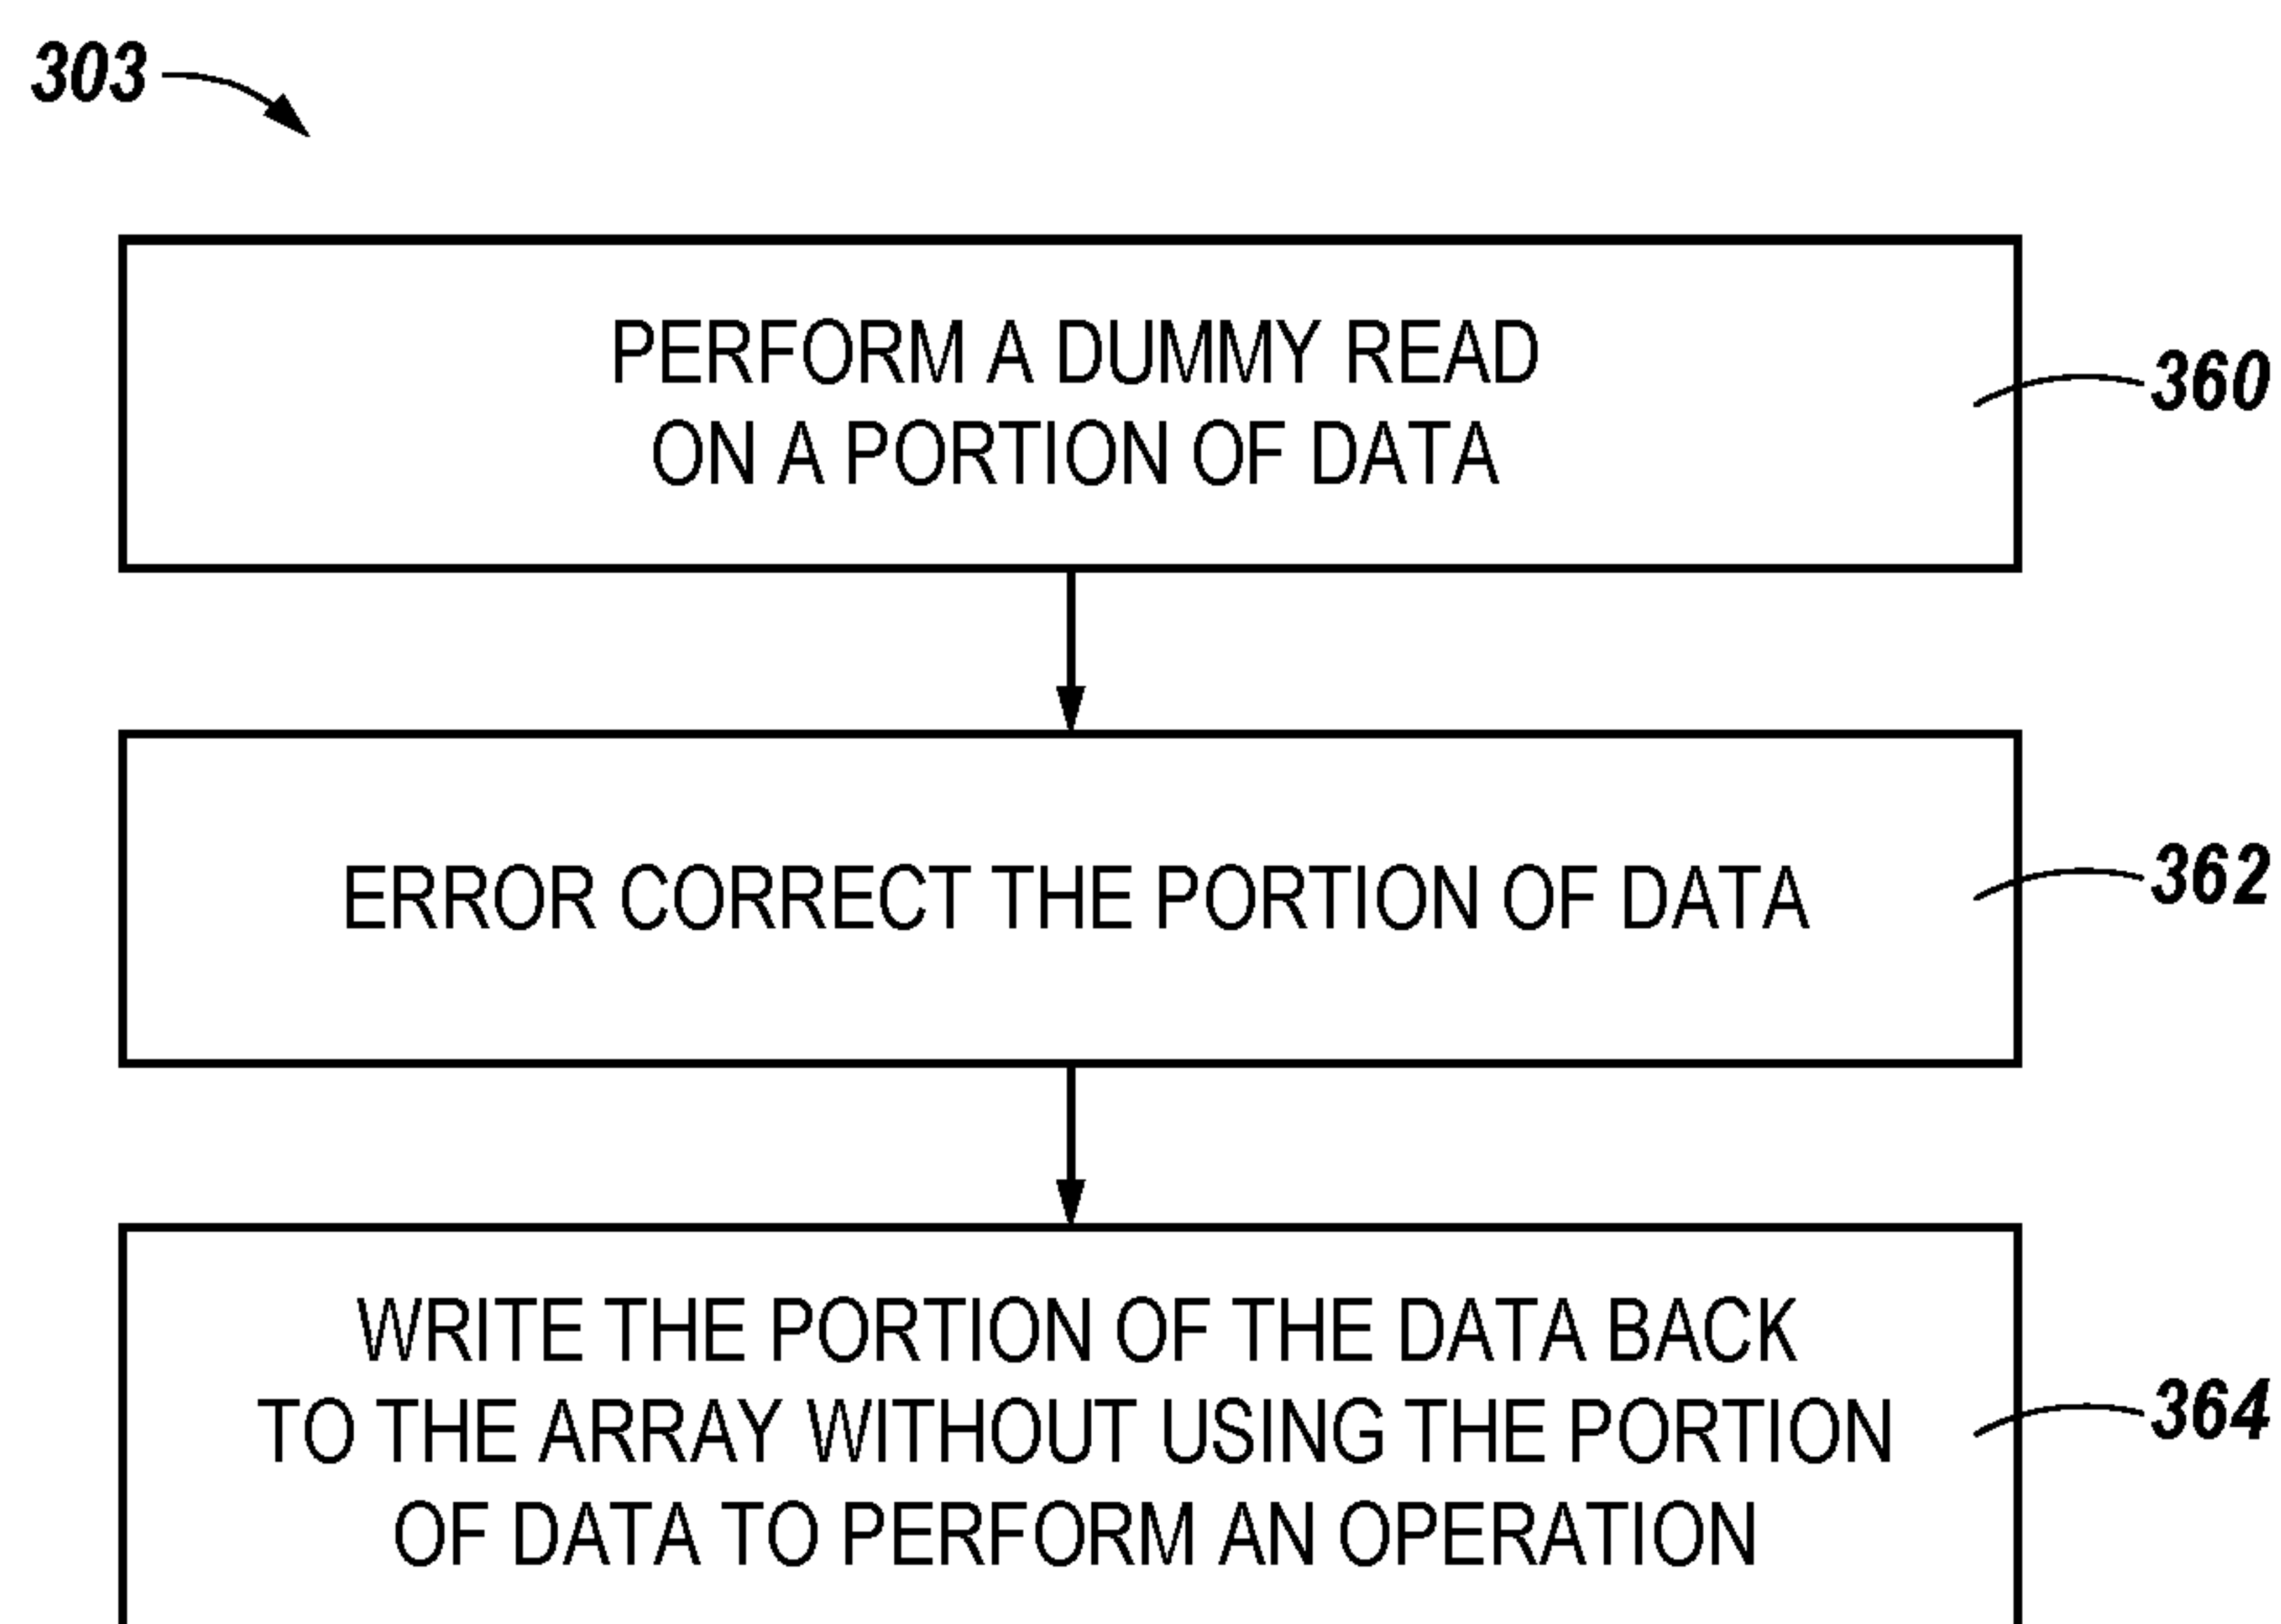 303
PERFORM A DUMMY READ
ON A PORTION OF DATA
360
ERROR CORRECT THE PORTION OF DATA
362
WRITE THE PORTION OF THE DATA BACK
TO THE ARRAY WITHOUT USING THE PORTION
OF DATA TO PERFORM AN OPERATION
364